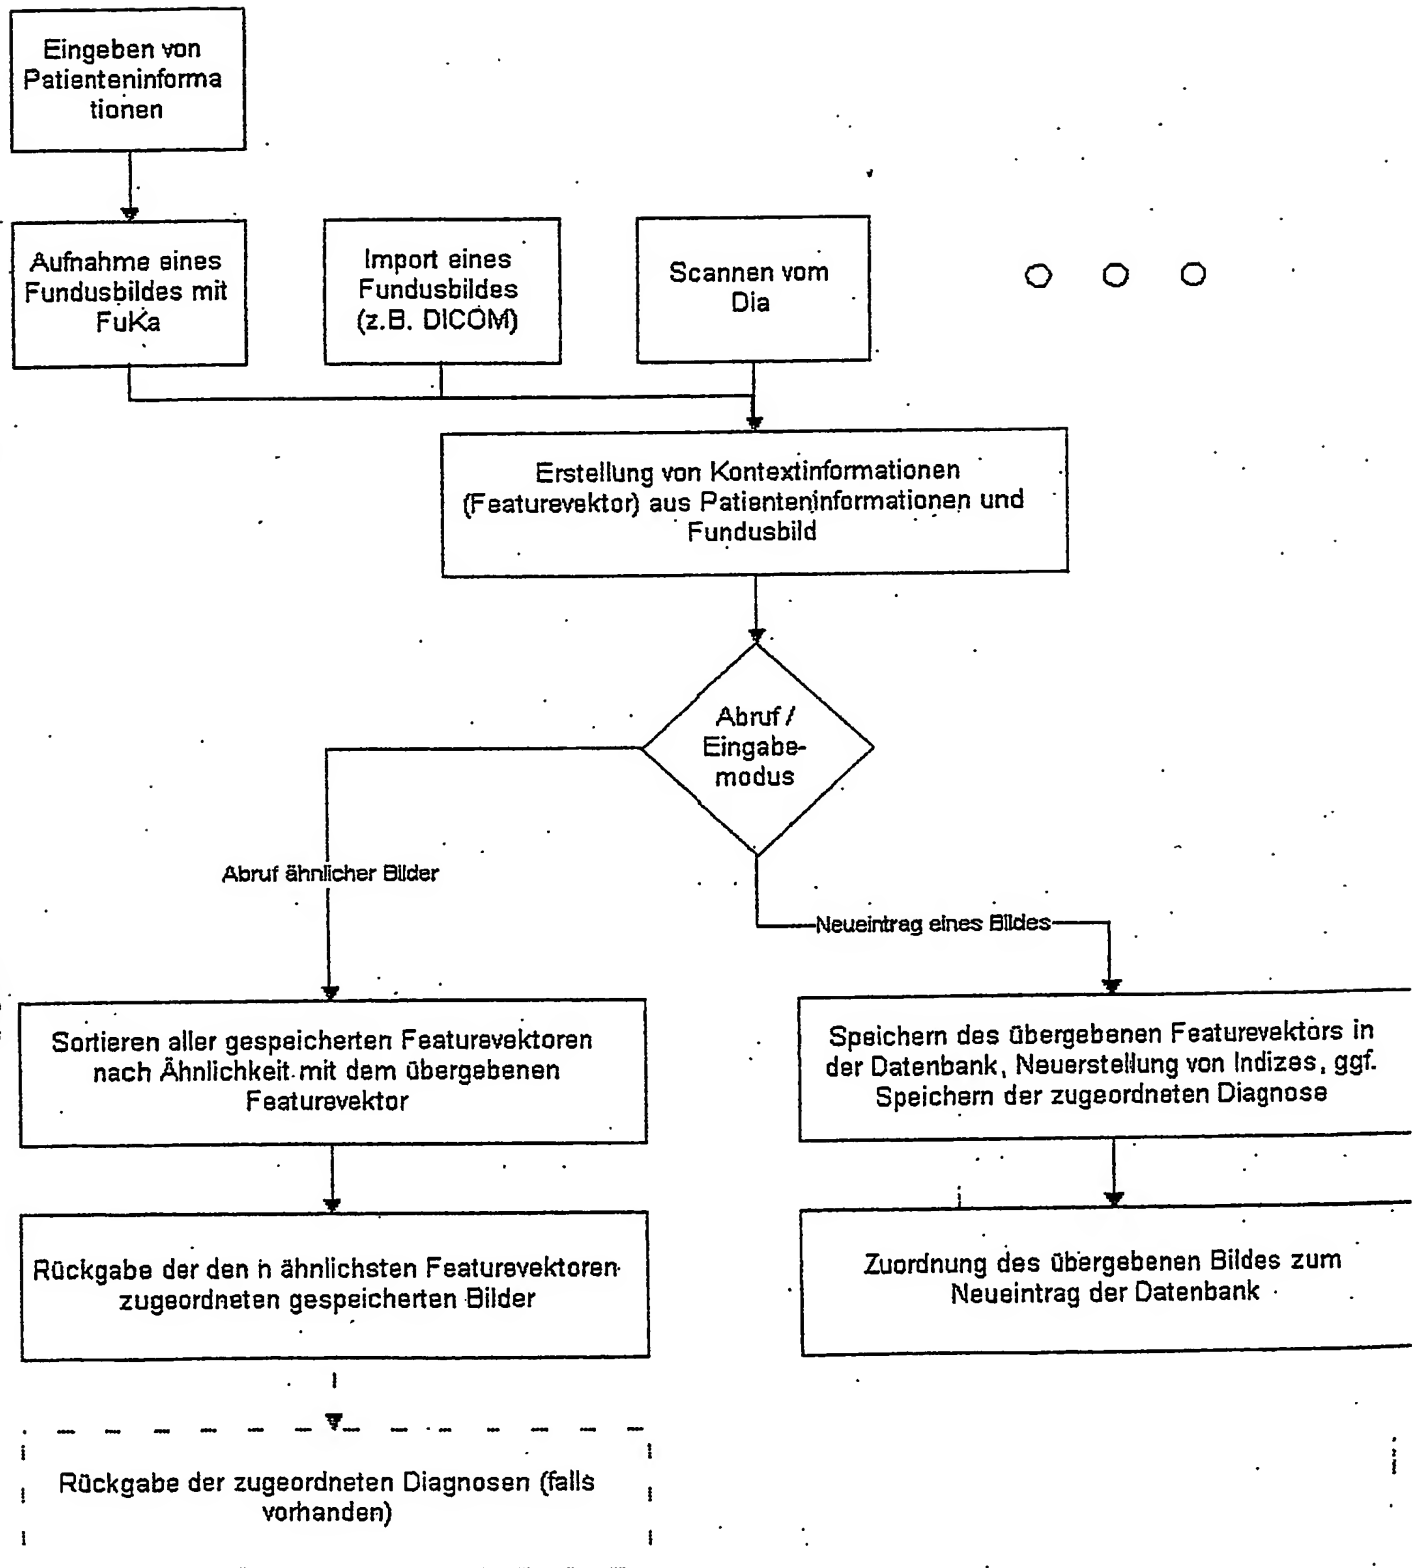 Eingeben von
Patienteninforma
tionen
Aufnahme eines
Fundusbildes mit
FuKa
Import eines
Fundusbildes
(z.B. DICOM)
Scannen vom
Dia
Erstellung von Kontextinformationen
(Featurevektor) aus Patienteninformationen und
Fundusbild
Abruf /
Eingabe-
modus
Abruf ähnlicher Bilder
Neueintrag eines Bildes
Sortieren aller gespeicherten Featurevektoren
nach Ähnlichkeit mit dem übergebenen
Featurevektor
Speichern des übergebenen Featurevektors in
der Datenbank, Neuerstellung von Indizes, ggf.
Speichern der zugeordneten Diagnose
Rückgabe der den n ähnlichsten Featurevektoren
zugeordneten gespeicherten Bilder
Zuordnung des übergebenen Bildes zum
Neueintrag der Datenbank
Rückgabe der zugeordneten Diagnosen (falls
vorhanden)